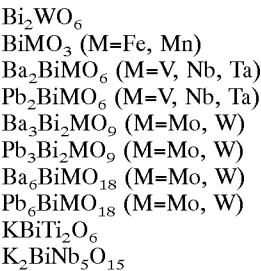 Bi₂WO₆
BiMO₃ (M=Fe, Mn)
Ba₂BiMO₆ (M=V, Nb, Ta)
Pb₂BiMO₆ (M=V, Nb, Ta)
Ba₃Bi₂MO₉ (M=Mo, W)
Pb₃Bi₂MO₉ (M=Mo, W)
Ba₆BiMO₁₈ (M=Mo, W)
Pb₆BiMO₁₈ (M=Mo, W)
KBiTi₂O₆
K₂BiNb₅O₁₅